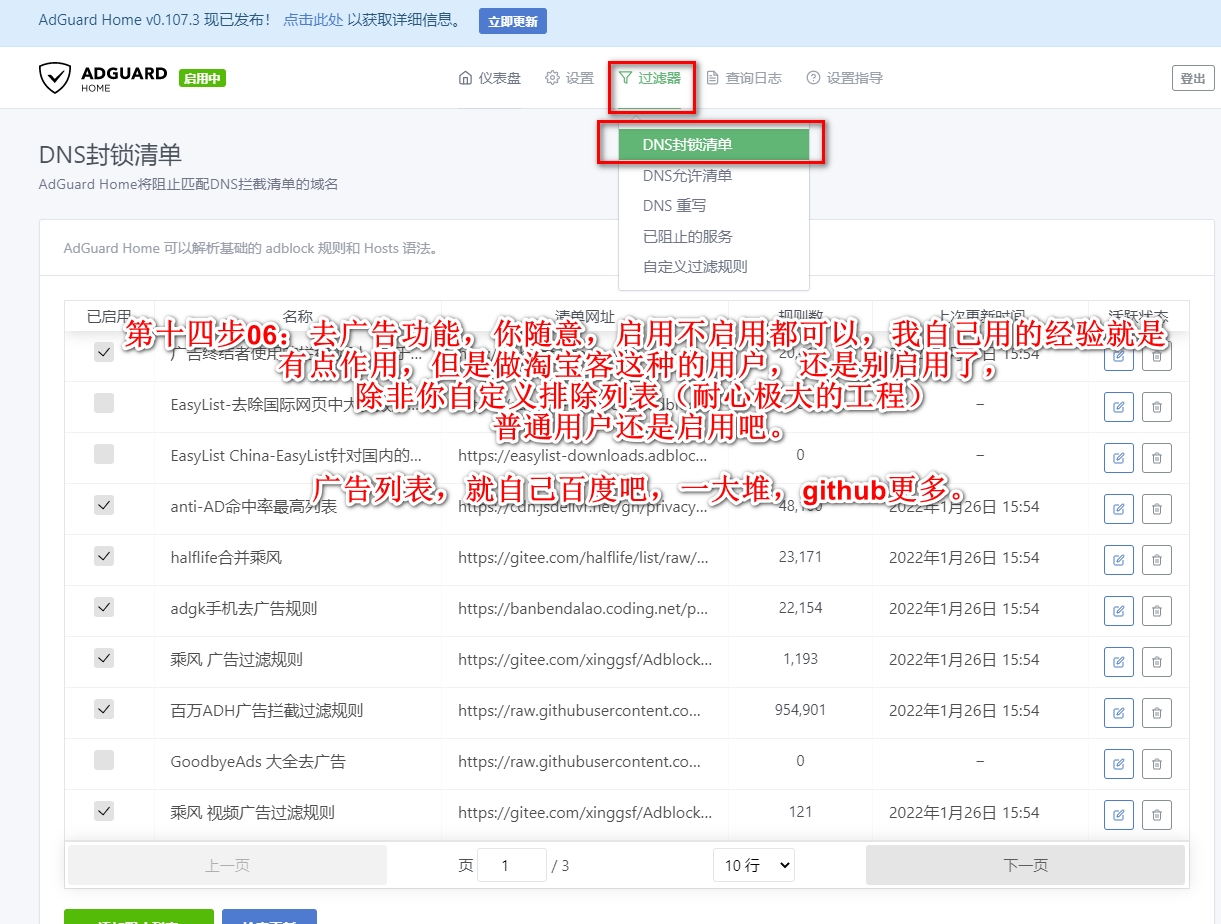 AdGuard Home v0.107.3 现已发布！ 点击此处 以获取详细信息。 立即更新
ADGUARD HOME 启用中 仪表盘 设置 过滤器 查询日志 设置指导 登出
DNS封锁清单
DNS封锁清单
AdGuard Home将阻止匹配DNS拦截清单的域名
DNS允许清单
DNS 重写
已阻止的服务
自定义过滤规则
AdGuard Home 可以解析基础的 adblock 规则和 Hosts 语法。
已启用 名称 清单网址 规则数 上次更新时间 活跃状态
第十四步06：去广告功能，你随意，启用不启用都可以，我自己用的经验就是
有点作用，但是做淘宝客这种的用户，还是别启用了，
除非你自定义排除列表（耐心极大的工程）
普通用户还是启用吧。
广告列表，就自己百度吧，一大堆，github更多。
EasyList-去除国际网页中大 –
EasyList China-EasyList针对国内的... https://easylist-downloads.adbloc... 0 –
anti-AD命中率最高列表 https://cdn.jsdelivr.net/gh/privacy... 2022年1月26日 15:54
halflife合并乘风 https://gitee.com/halflife/list/raw/... 23,171 2022年1月26日 15:54
adgk手机去广告规则 https://banbendalao.coding.net/p... 22,154 2022年1月26日 15:54
乘风 广告过滤规则 https://gitee.com/xinggsf/Adblock... 1,193 2022年1月26日 15:54
百万ADH广告拦截过滤规则 https://raw.githubusercontent.co... 954,901 2022年1月26日 15:54
GoodbyeAds 大全去广告 https://raw.githubusercontent.co... 0 –
乘风 视频广告过滤规则 https://gitee.com/xinggsf/Adblock... 121 2022年1月26日 15:54
上一页 页 1 / 3 10 行 下一页